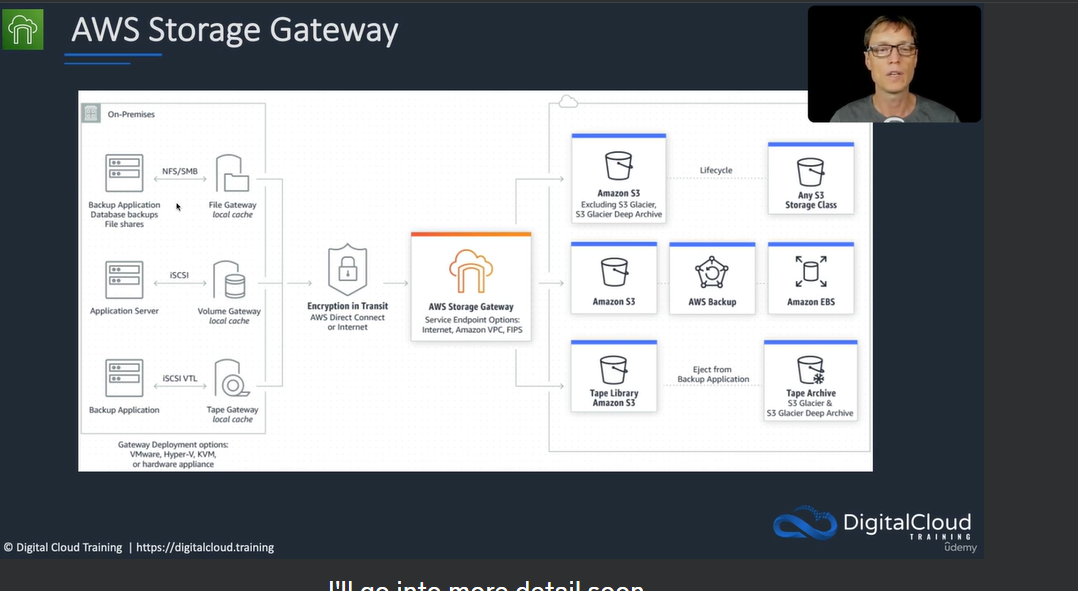 AWS Storage Gateway
On-Premises
NFS/SMB
Backup Application
Database backups
File shares
File Gateway
local cache
iSCSI
Application Server
Volume Gateway
local cache
iSCSI VTL
Backup Application
Tape Gateway
local cache
Gateway Deployment options:
VMware, Hyper-V, KVM,
or hardware appliance
Encryption in Transit
AWS Direct Connect
or Internet
AWS Storage Gateway
Service Endpoint Options:
Internet, Amazon VPC, FIPS
Amazon S3
Excluding S3 Glacier,
S3 Glacier Deep Archive
Lifecycle
Any S3
Storage Class
Amazon S3
AWS Backup
Amazon EBS
Tape Library
Amazon S3
Eject from
Backup Application
Tape Archive
S3 Glacier &
S3 Glacier Deep Archive
DigitalCloud
TRAINING
ûdemy
© Digital Cloud Training | https://digitalcloud.training
I'll go into more detail soon